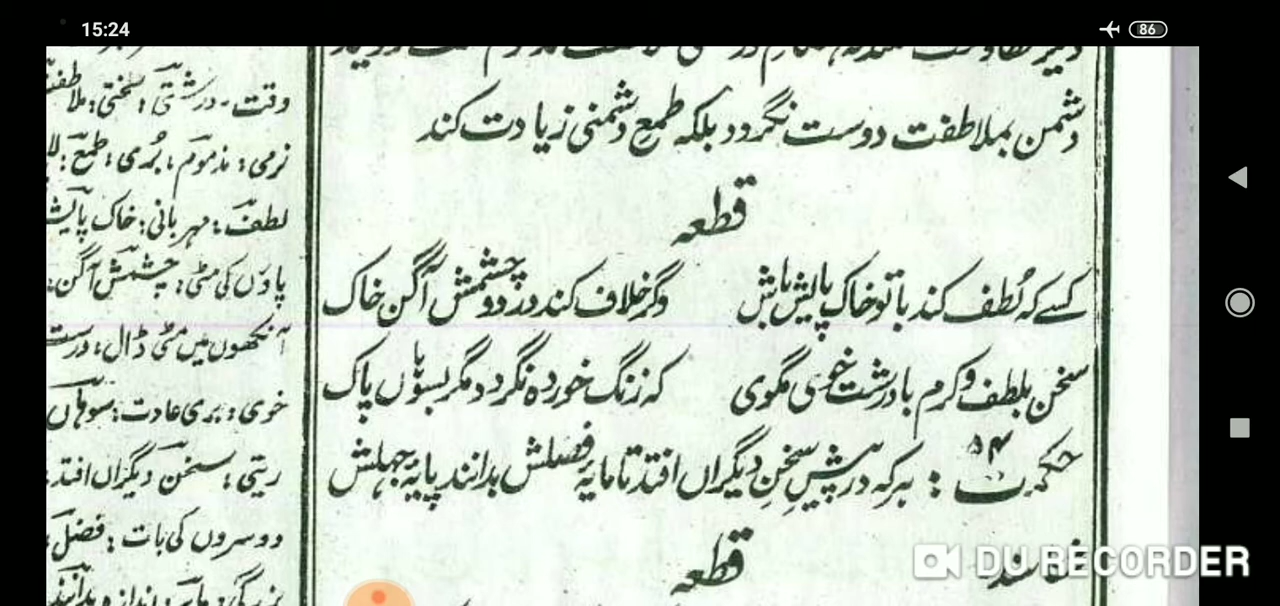 15:24
86
دشمن بملاطفت دوست نگردد بلکہ طمع دشمنی زیادت کند
قطعہ
کسے کہ لُطف کند با تو خاک پایش باش وگر خلاف کند در دو چشمش آگن خاک
سخن بلطف و کرم با درشت خوی مگوی کہ زنگ خوردہ نگردد مگر بسوہاں پاک
حکمت ۵۴ : ہر کہ در پیشِ سخنِ دیگراں افتد تا مایۂ فضلش بدانند پایۂ جہلش
شناسند
قطعہ
وقت۔ درشتی: سختی: ملاطفت
نرمی: مذموم: بُری: طمع:
لطف: مہربانی: خاک پایش
پاؤں کی مٹی: چشمش آگن:
آنکھوں میں مٹی ڈال: درشت
خوی: بری عادت: سوہاں
ریتی: سخن دیگراں افتد:
دوسروں کی بات: فضل:
DU RECORDER